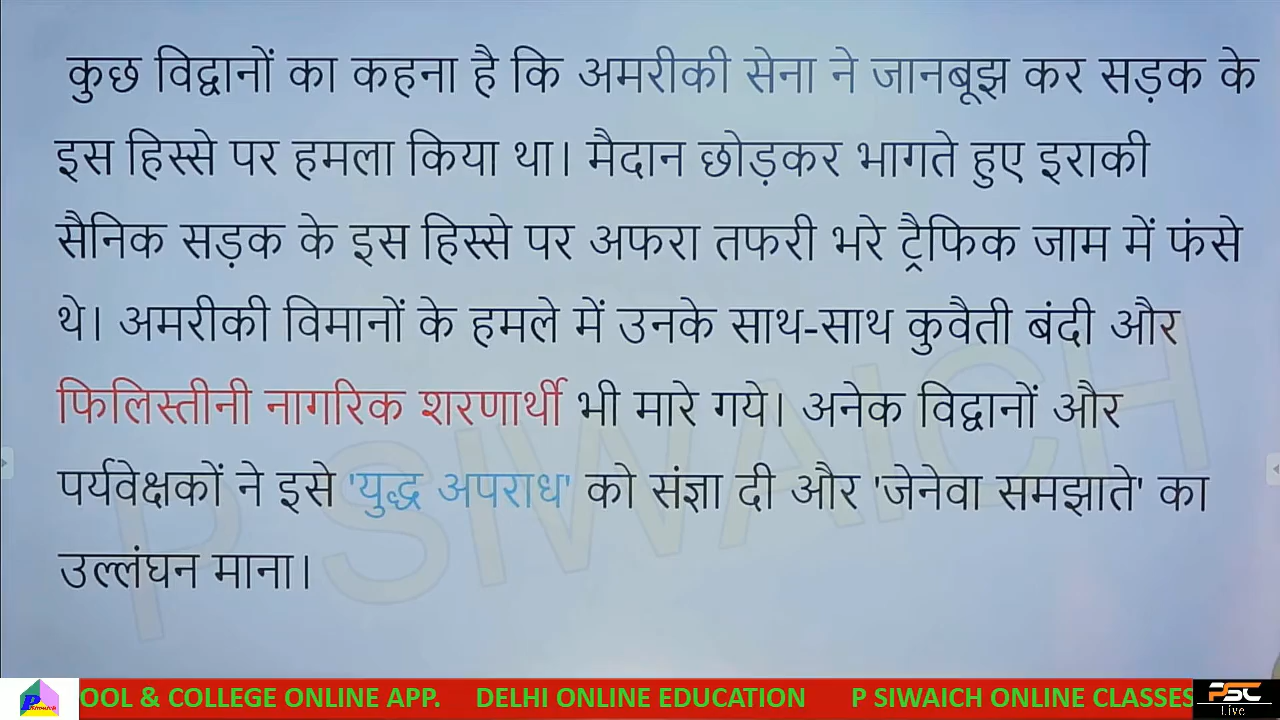 कुछ विद्वानों का कहना है कि अमरीकी सेना ने जानबूझ कर सड़क के
इस हिस्से पर हमला किया था। मैदान छोड़कर भागते हुए इराकी
सैनिक सड़क के इस हिस्से पर अफरा तफरी भरे ट्रैफिक जाम में फंसे
थे। अमरीकी विमानों के हमले में उनके साथ-साथ कुवैती बंदी और
फिलिस्तीनी नागरिक शरणार्थी भी मारे गये। अनेक विद्वानों और
पर्यवेक्षकों ने इसे 'युद्ध अपराध' को संज्ञा दी और 'जेनेवा समझाते' का
उल्लंघन माना।
P SIWAICH
OOL & COLLEGE ONLINE APP. DELHI ONLINE EDUCATION P SIWAICH ONLINE CLASSES
PSC
Live